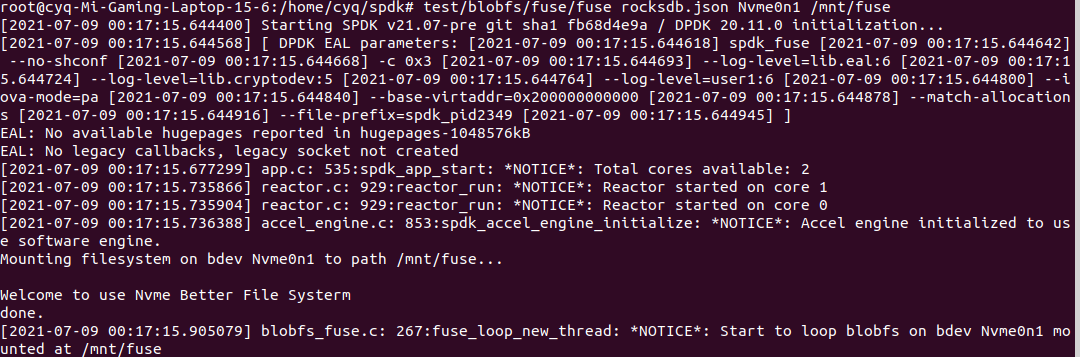 root@cyq-Mi-Gaming-Laptop-15-6:/home/cyq/spdk# test/blobfs/fuse/fuse rocksdb.json Nvme0n1 /mnt/fuse
[2021-07-09 00:17:15.644400] Starting SPDK v21.07-pre git sha1 fb68d4e9a / DPDK 20.11.0 initialization...
[2021-07-09 00:17:15.644568] [ DPDK EAL parameters: [2021-07-09 00:17:15.644618] spdk_fuse [2021-07-09 00:17:15.644642]
 --no-shconf [2021-07-09 00:17:15.644668] -c 0x3 [2021-07-09 00:17:15.644693] --log-level=lib.eal:6 [2021-07-09 00:17:1
5.644724] --log-level=lib.cryptodev:5 [2021-07-09 00:17:15.644764] --log-level=user1:6 [2021-07-09 00:17:15.644800] --i
ova-mode=pa [2021-07-09 00:17:15.644840] --base-virtaddr=0x200000000000 [2021-07-09 00:17:15.644878] --match-allocation
s [2021-07-09 00:17:15.644916] --file-prefix=spdk_pid2349 [2021-07-09 00:17:15.644945] ]
EAL: No available hugepages reported in hugepages-1048576kB
EAL: No legacy callbacks, legacy socket not created
[2021-07-09 00:17:15.677299] app.c: 535:spdk_app_start: *NOTICE*: Total cores available: 2
[2021-07-09 00:17:15.735866] reactor.c: 929:reactor_run: *NOTICE*: Reactor started on core 1
[2021-07-09 00:17:15.735904] reactor.c: 929:reactor_run: *NOTICE*: Reactor started on core 0
[2021-07-09 00:17:15.736388] accel_engine.c: 853:spdk_accel_engine_initialize: *NOTICE*: Accel engine initialized to us
e software engine.
Mounting filesystem on bdev Nvme0n1 to path /mnt/fuse...
Welcome to use Nvme Better File Systerm
done.
[2021-07-09 00:17:15.905079] blobfs_fuse.c: 267:fuse_loop_new_thread: *NOTICE*: Start to loop blobfs on bdev Nvme0n1 mo
unted at /mnt/fuse